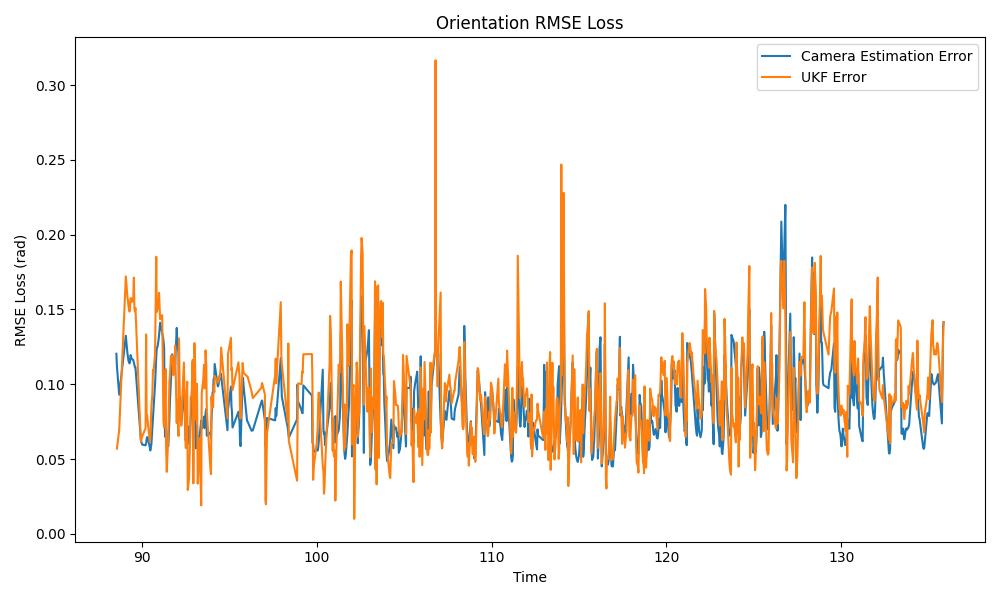 Orientation RMSE Loss
Camera Estimation Error
UKF Error
RMSE Loss (rad)
0.30
0.25
0.20
0.15
0.10
0.05
0.00
90
100
110
120
130
Time